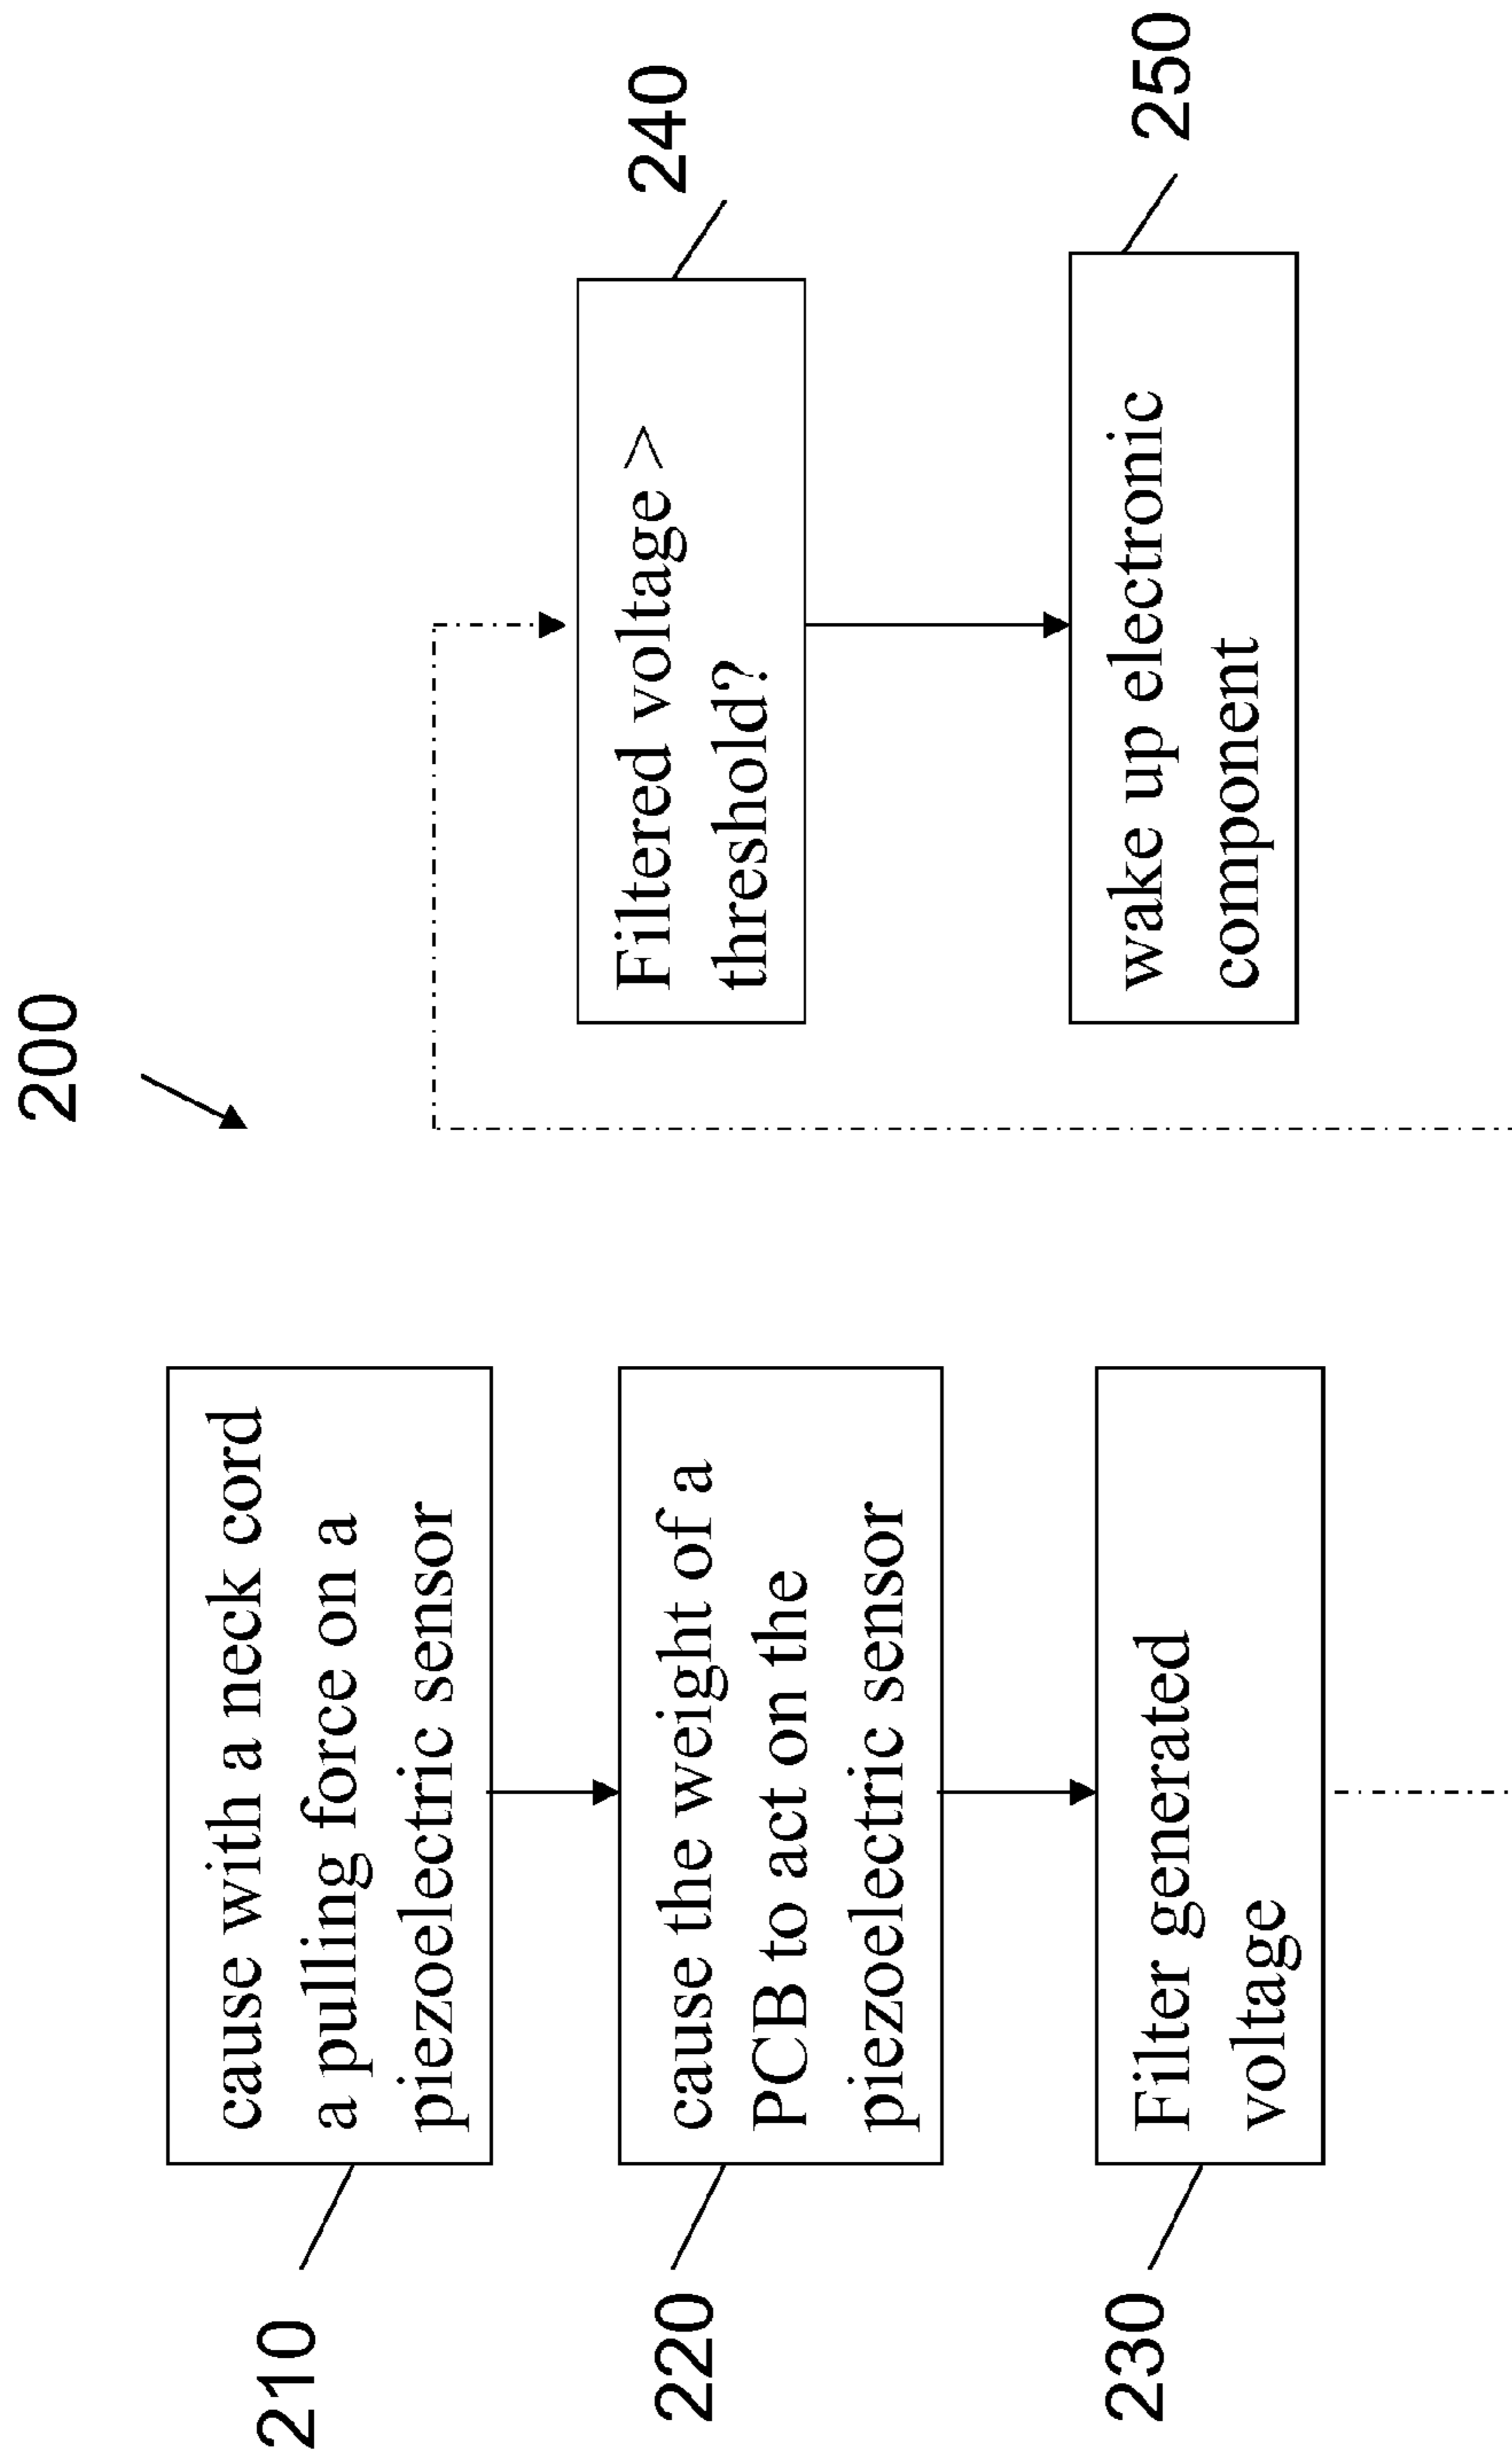 200
210
cause with a neck cord
a pulling force on a
piezoelectric sensor
220
cause the weight of a
PCB to act on the
piezoelectric sensor
230
Filter generated
voltage
240
Filtered voltage >
threshold?
250
wake up electronic
component